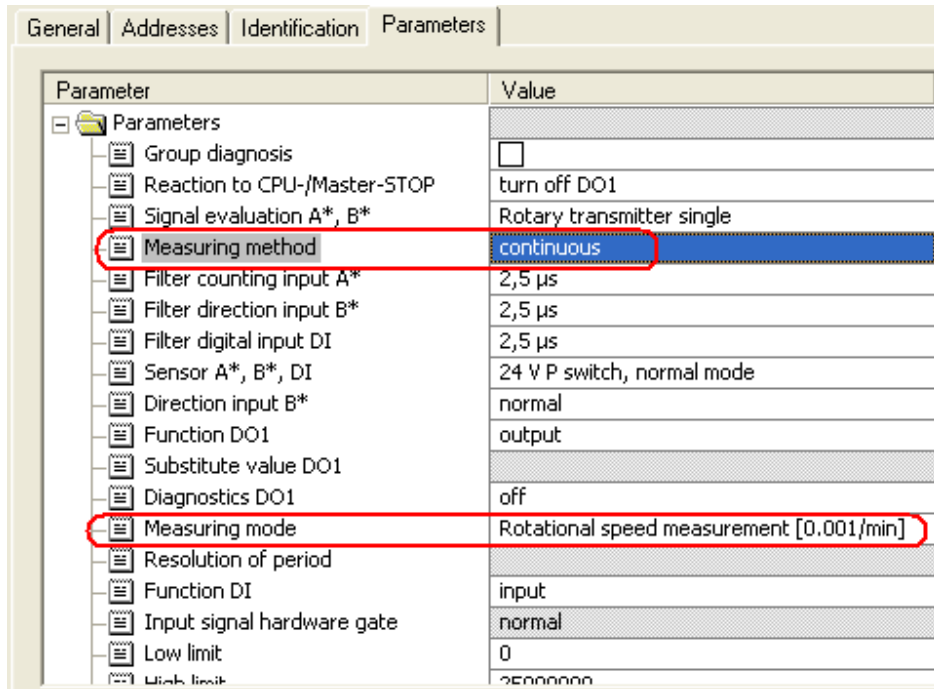 General Addresses Identification Parameters
Parameter Value
Parameters
Group diagnosis
Reaction to CPU-/Master-STOP turn off DO1
Signal evaluation A*, B* Rotary transmitter single
Measuring method continuous
Filter counting input A* 2,5 µs
Filter direction input B* 2,5 µs
Filter digital input DI 2,5 µs
Sensor A*, B*, DI 24 V P switch, normal mode
Direction input B* normal
Function DO1 output
Substitute value DO1
Diagnostics DO1 off
Measuring mode Rotational speed measurement [0.001/min]
Resolution of period
Function DI input
Input signal hardware gate normal
Low limit 0
High limit 25000000